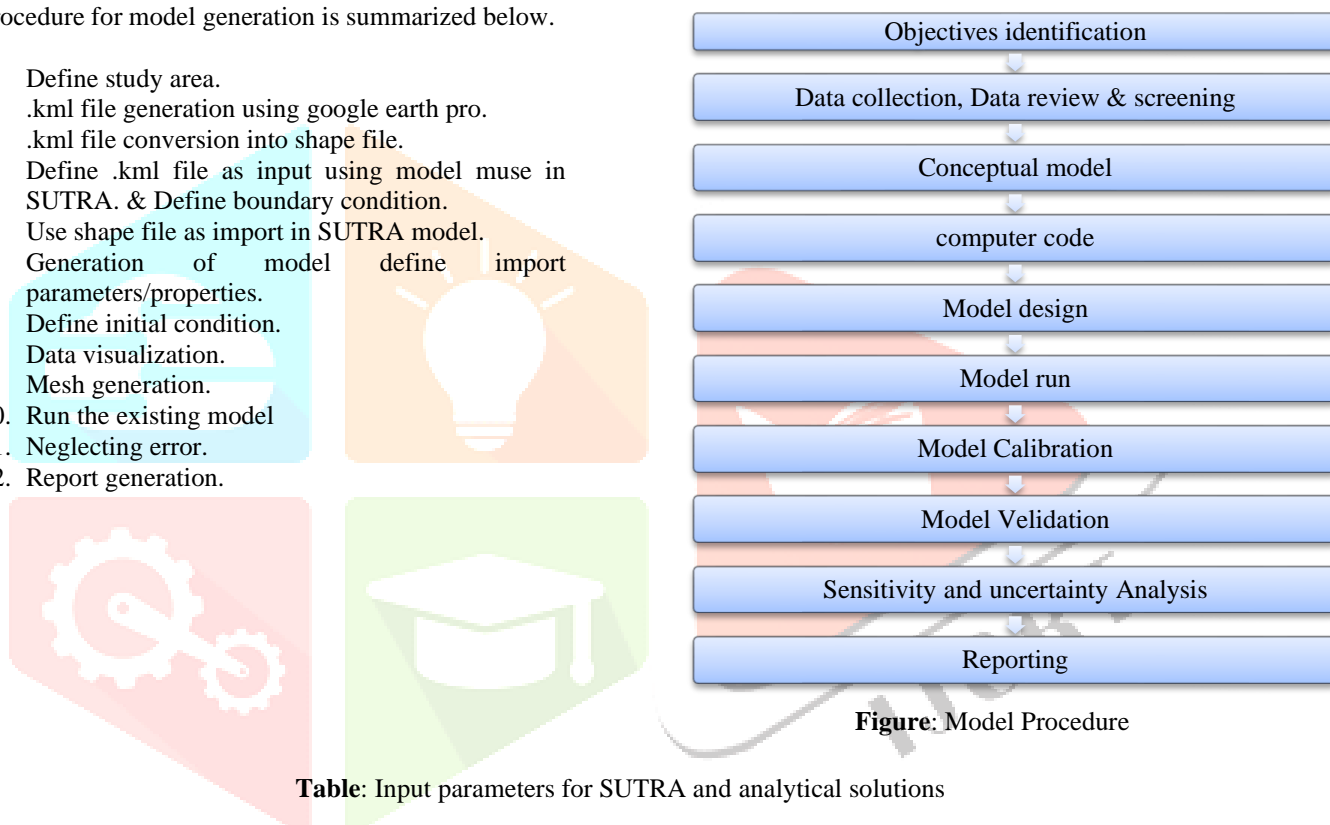 ocedure for model generation is summarized below.
Define study area.
.kml file generation using google earth pro.
.kml file conversion into shape file.
Define .kml file as input using model muse in
SUTRA. & Define boundary condition.
Use shape file as import in SUTRA model.
Generation of model define import
parameters/properties.
Define initial condition.
Data visualization.
Mesh generation.
0. Run the existing model
. Neglecting error.
2. Report generation.
Objectives identification
Data collection, Data review & screening
Conceptual model
computer code
Model design
Model run
Model Calibration
Model Velidation
Sensitivity and uncertainty Analysis
Reporting
Figure: Model Procedure
Table: Input parameters for SUTRA and analytical solutions